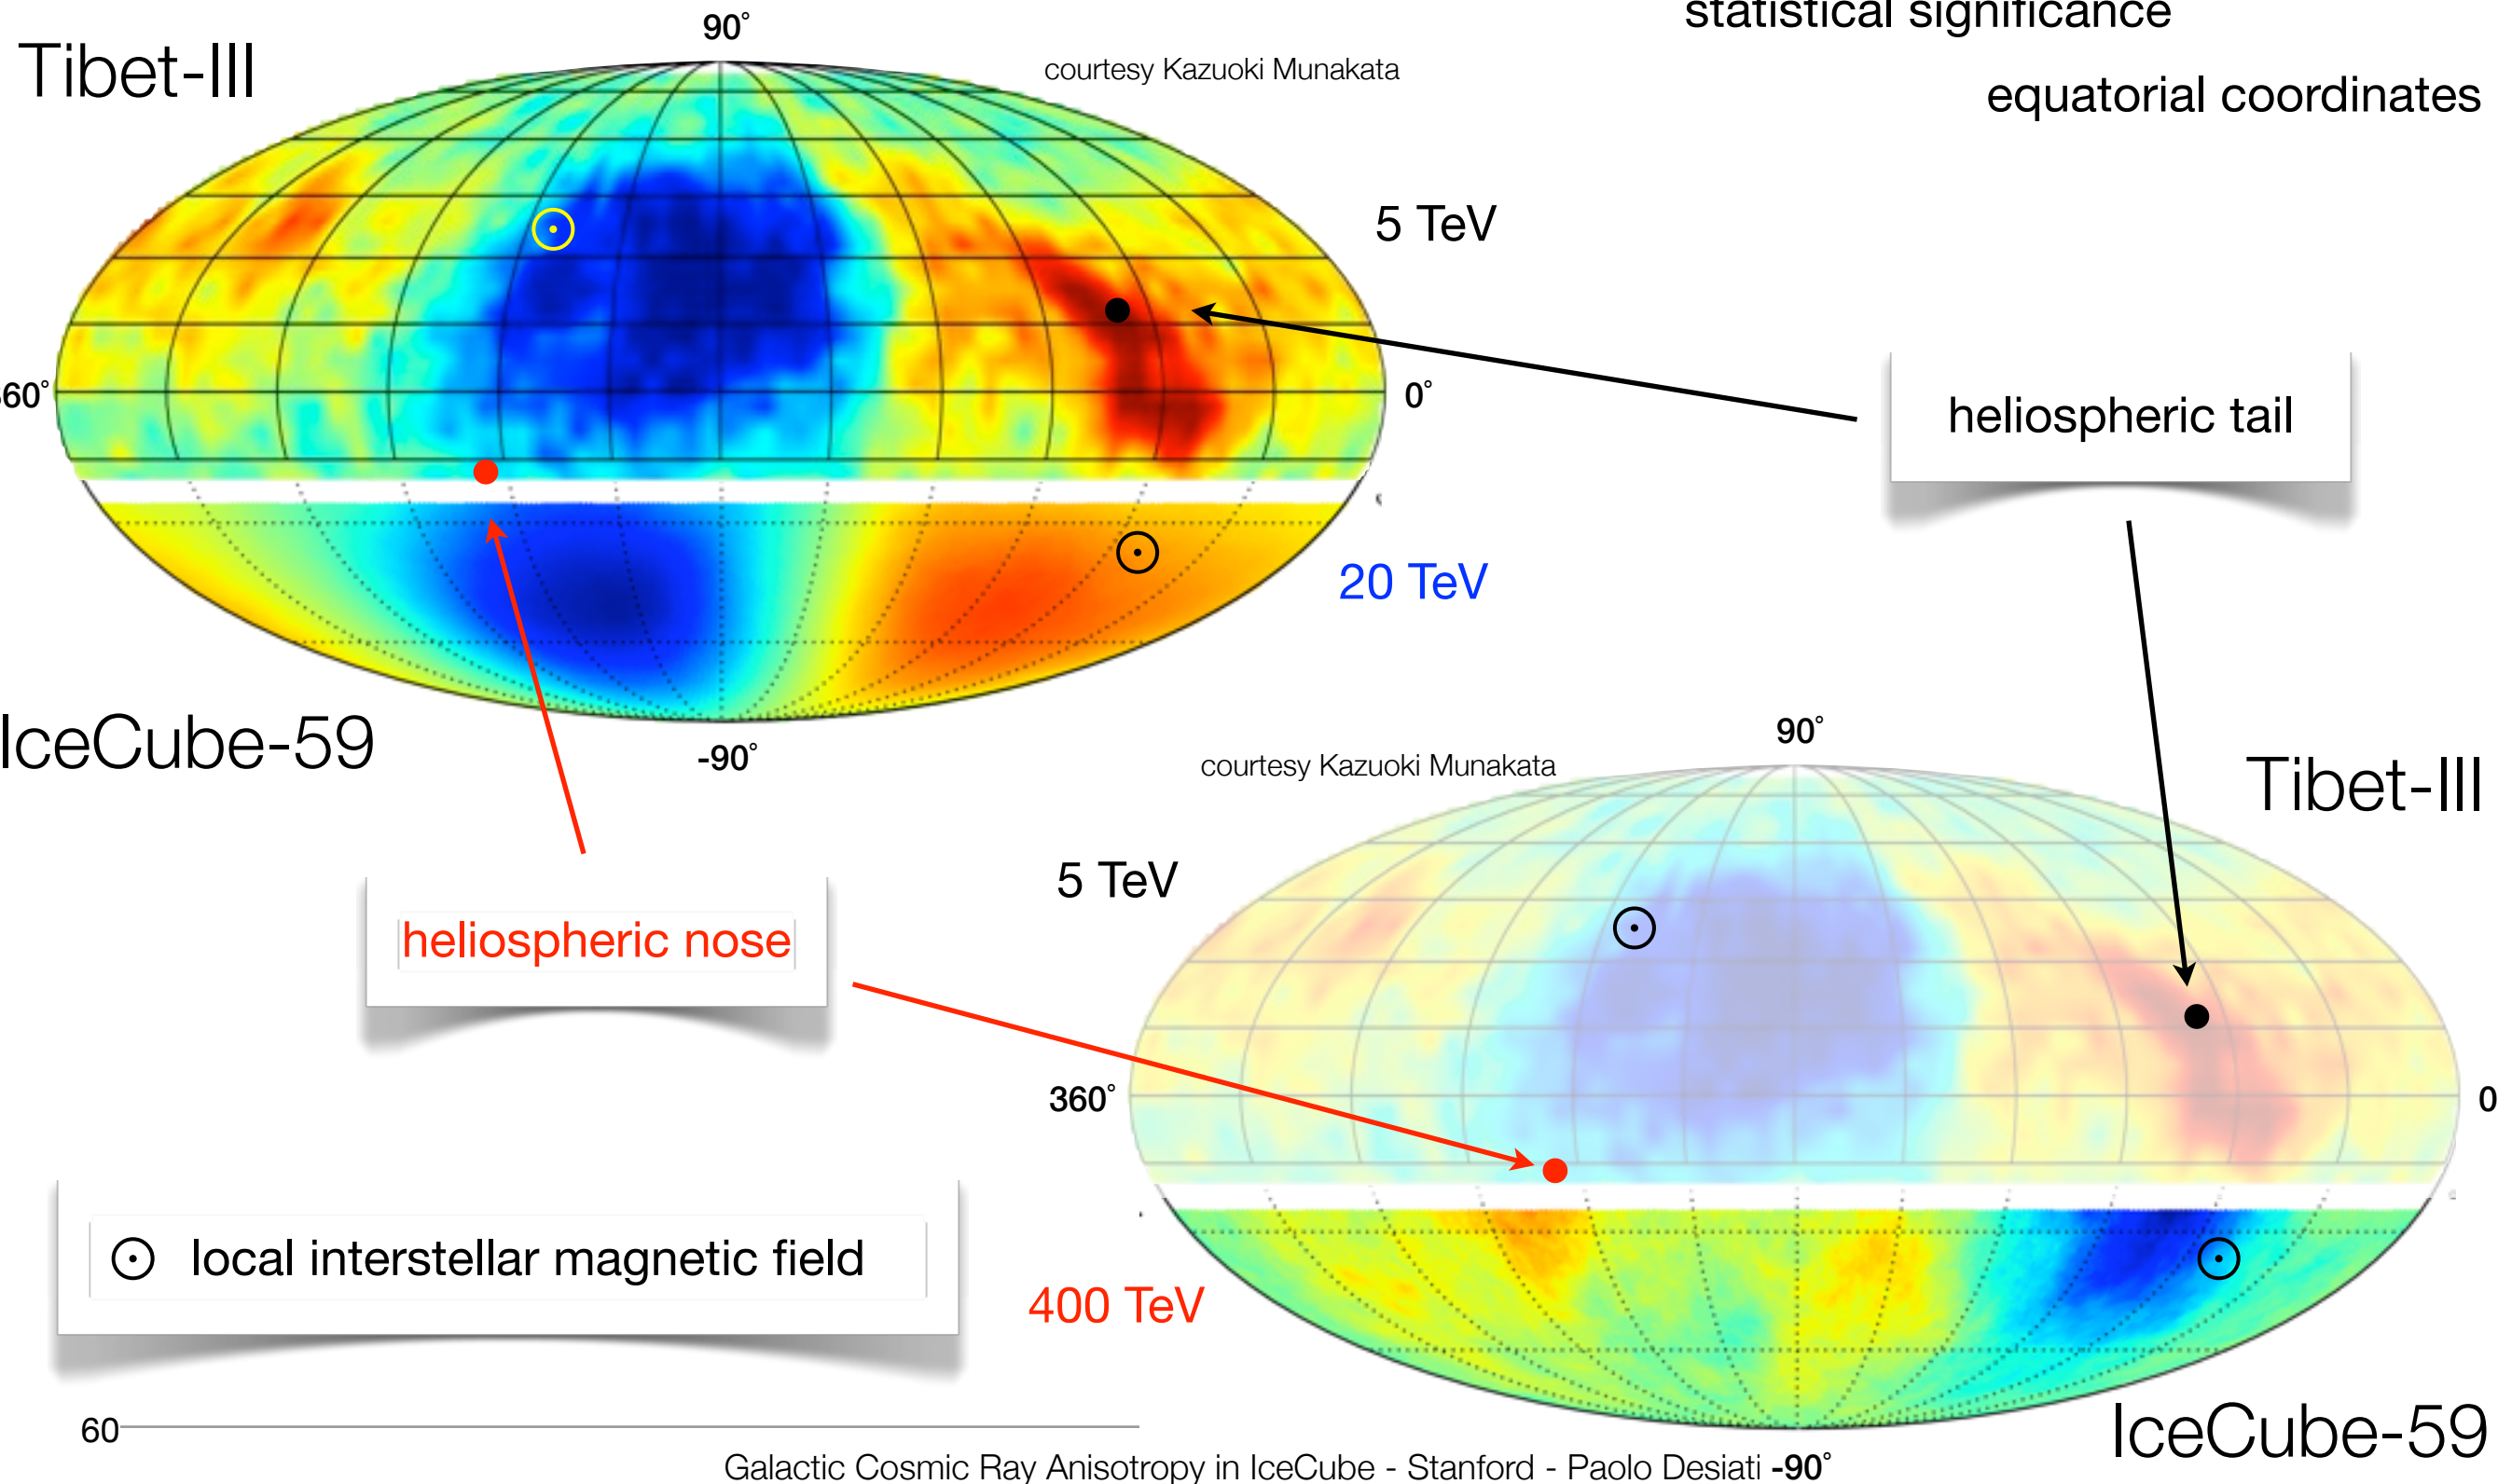 statistical significance
equatorial coordinates
Tibet-III
90°
courtesy Kazuoki Munakata
5 TeV
60°
0°
heliospheric tail
20 TeV
IceCube-59
-90°
90°
courtesy Kazuoki Munakata
Tibet-III
5 TeV
heliospheric nose
360°
0
local interstellar magnetic field
400 TeV
IceCube-59
60
Galactic Cosmic Ray Anisotropy in IceCube - Stanford - Paolo Desiati -90°